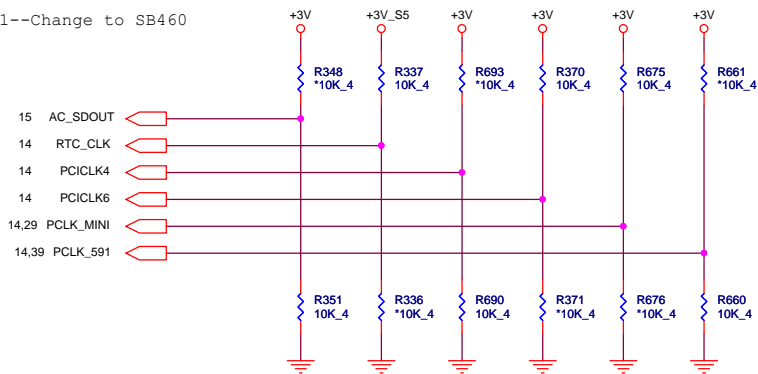 1--Change to SB460
+3V +3V_S5 +3V +3V +3V +3V
R348 R337 R693 R370 R675 R661
*10K_4 10K_4 *10K_4 10K_4 10K_4 *10K_4
15 AC_SDOUT
14 RTC_CLK
14 PCICLK4
14 PCICLK6
14,29 PCLK_MINI
14,39 PCLK_591
R351 R336 R690 R371 R676 R660
10K_4 *10K_4 10K_4 *10K_4 *10K_4 10K_4